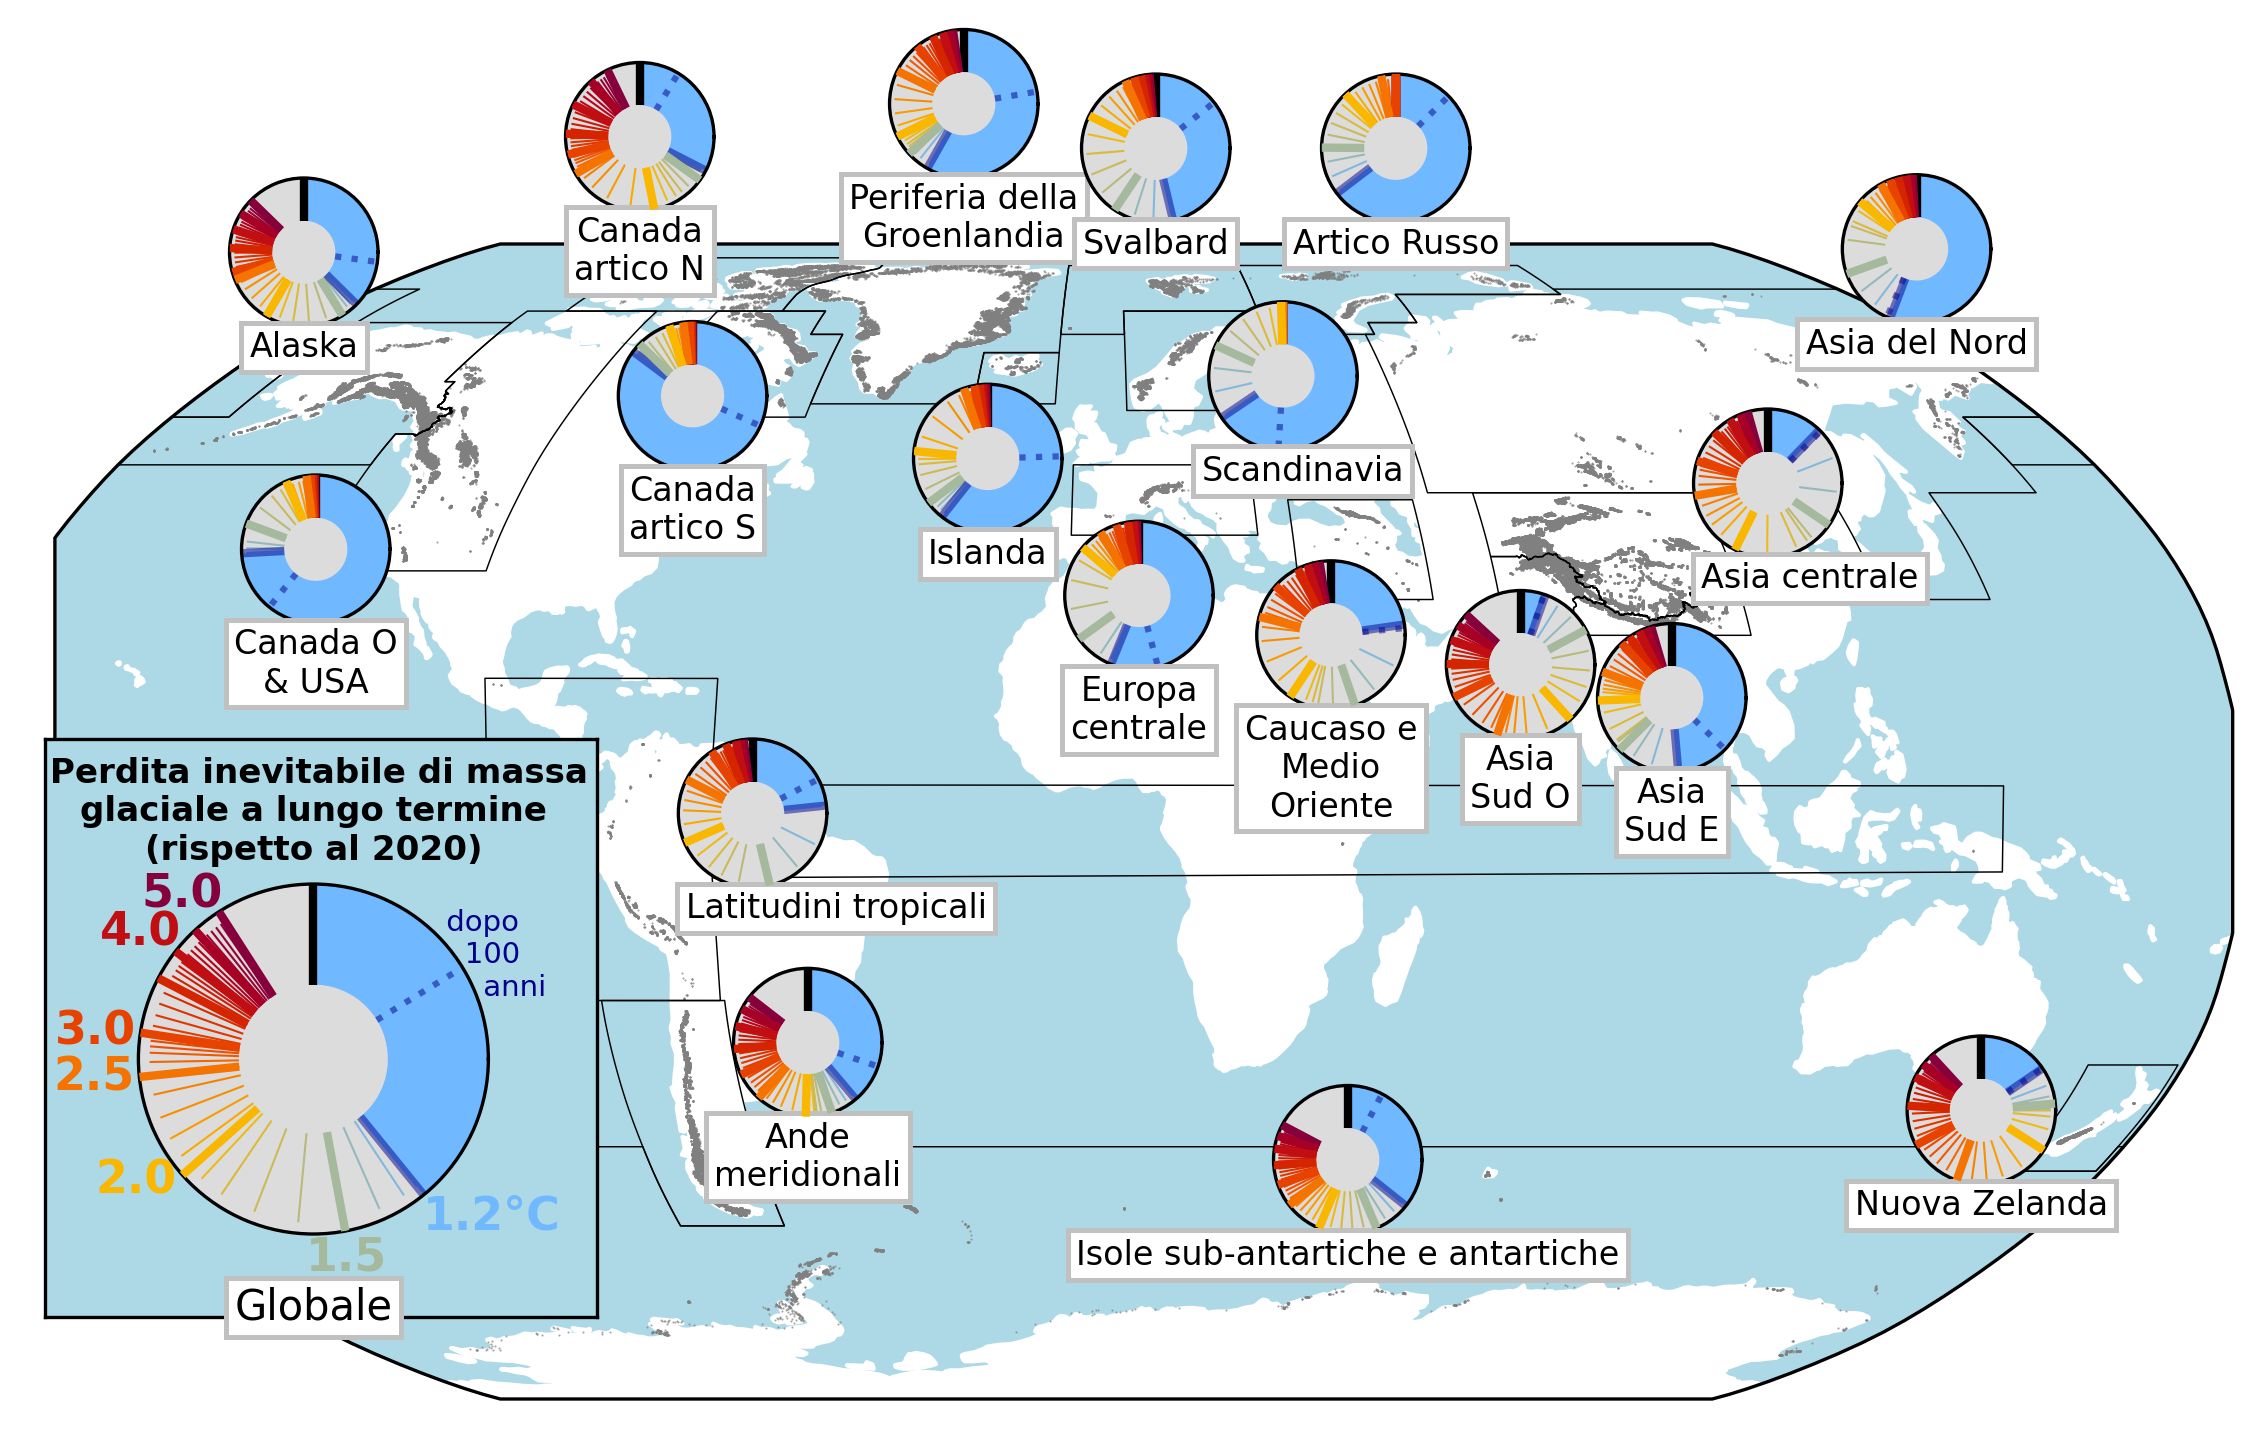 Periferia della
Groenlandia
Canada
artico N
Svalbard
Artico Russo
Alaska
Asia del Nord
Canada
artico S
Scandinavia
Islanda
Asia centrale
Canada O
& USA
Europa
centrale
Caucaso e
Medio
Oriente
Asia
Sud O
Asia
Sud E
Latitudini tropicali
Ande
meridionali
Isole sub-antartiche e antartiche
Nuova Zelanda
Perdita inevitabile di massa
glaciale a lungo termine
(rispetto al 2020)
5.0
4.0
3.0
2.5
2.0
1.5
1.2°C
dopo
100
anni
Globale